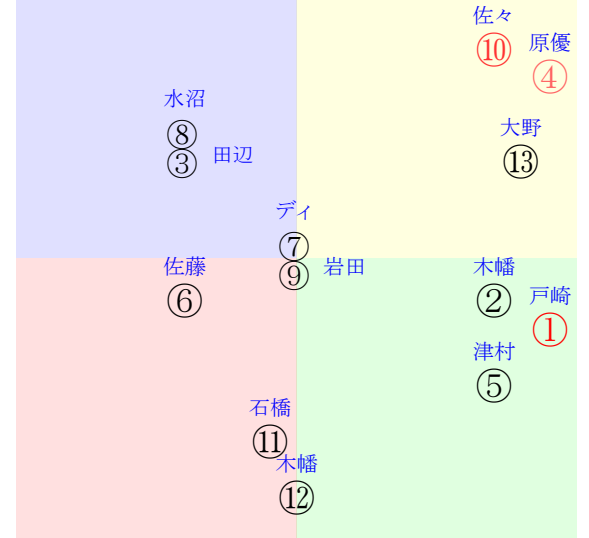 佐々
⑩
原優
④
水沼
⑧
大野
⑬
③
田辺
ディ
⑦
佐藤
⑥
⑨
岩田
木幡
②
戸崎
①
津村
⑤
石橋
⑪
木幡
⑫